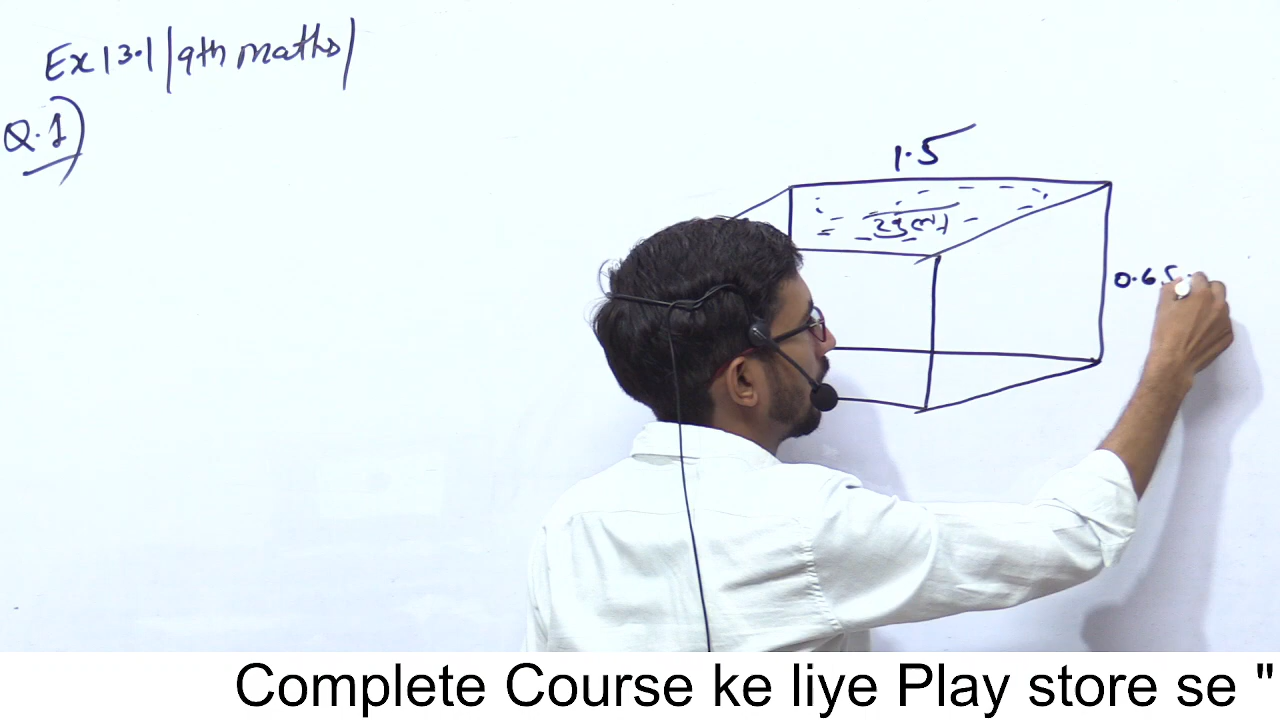 Ex 13.1 | 9th maths |
Q.1)
1.5
खुला
0.65
Complete Course ke liye Play store se "